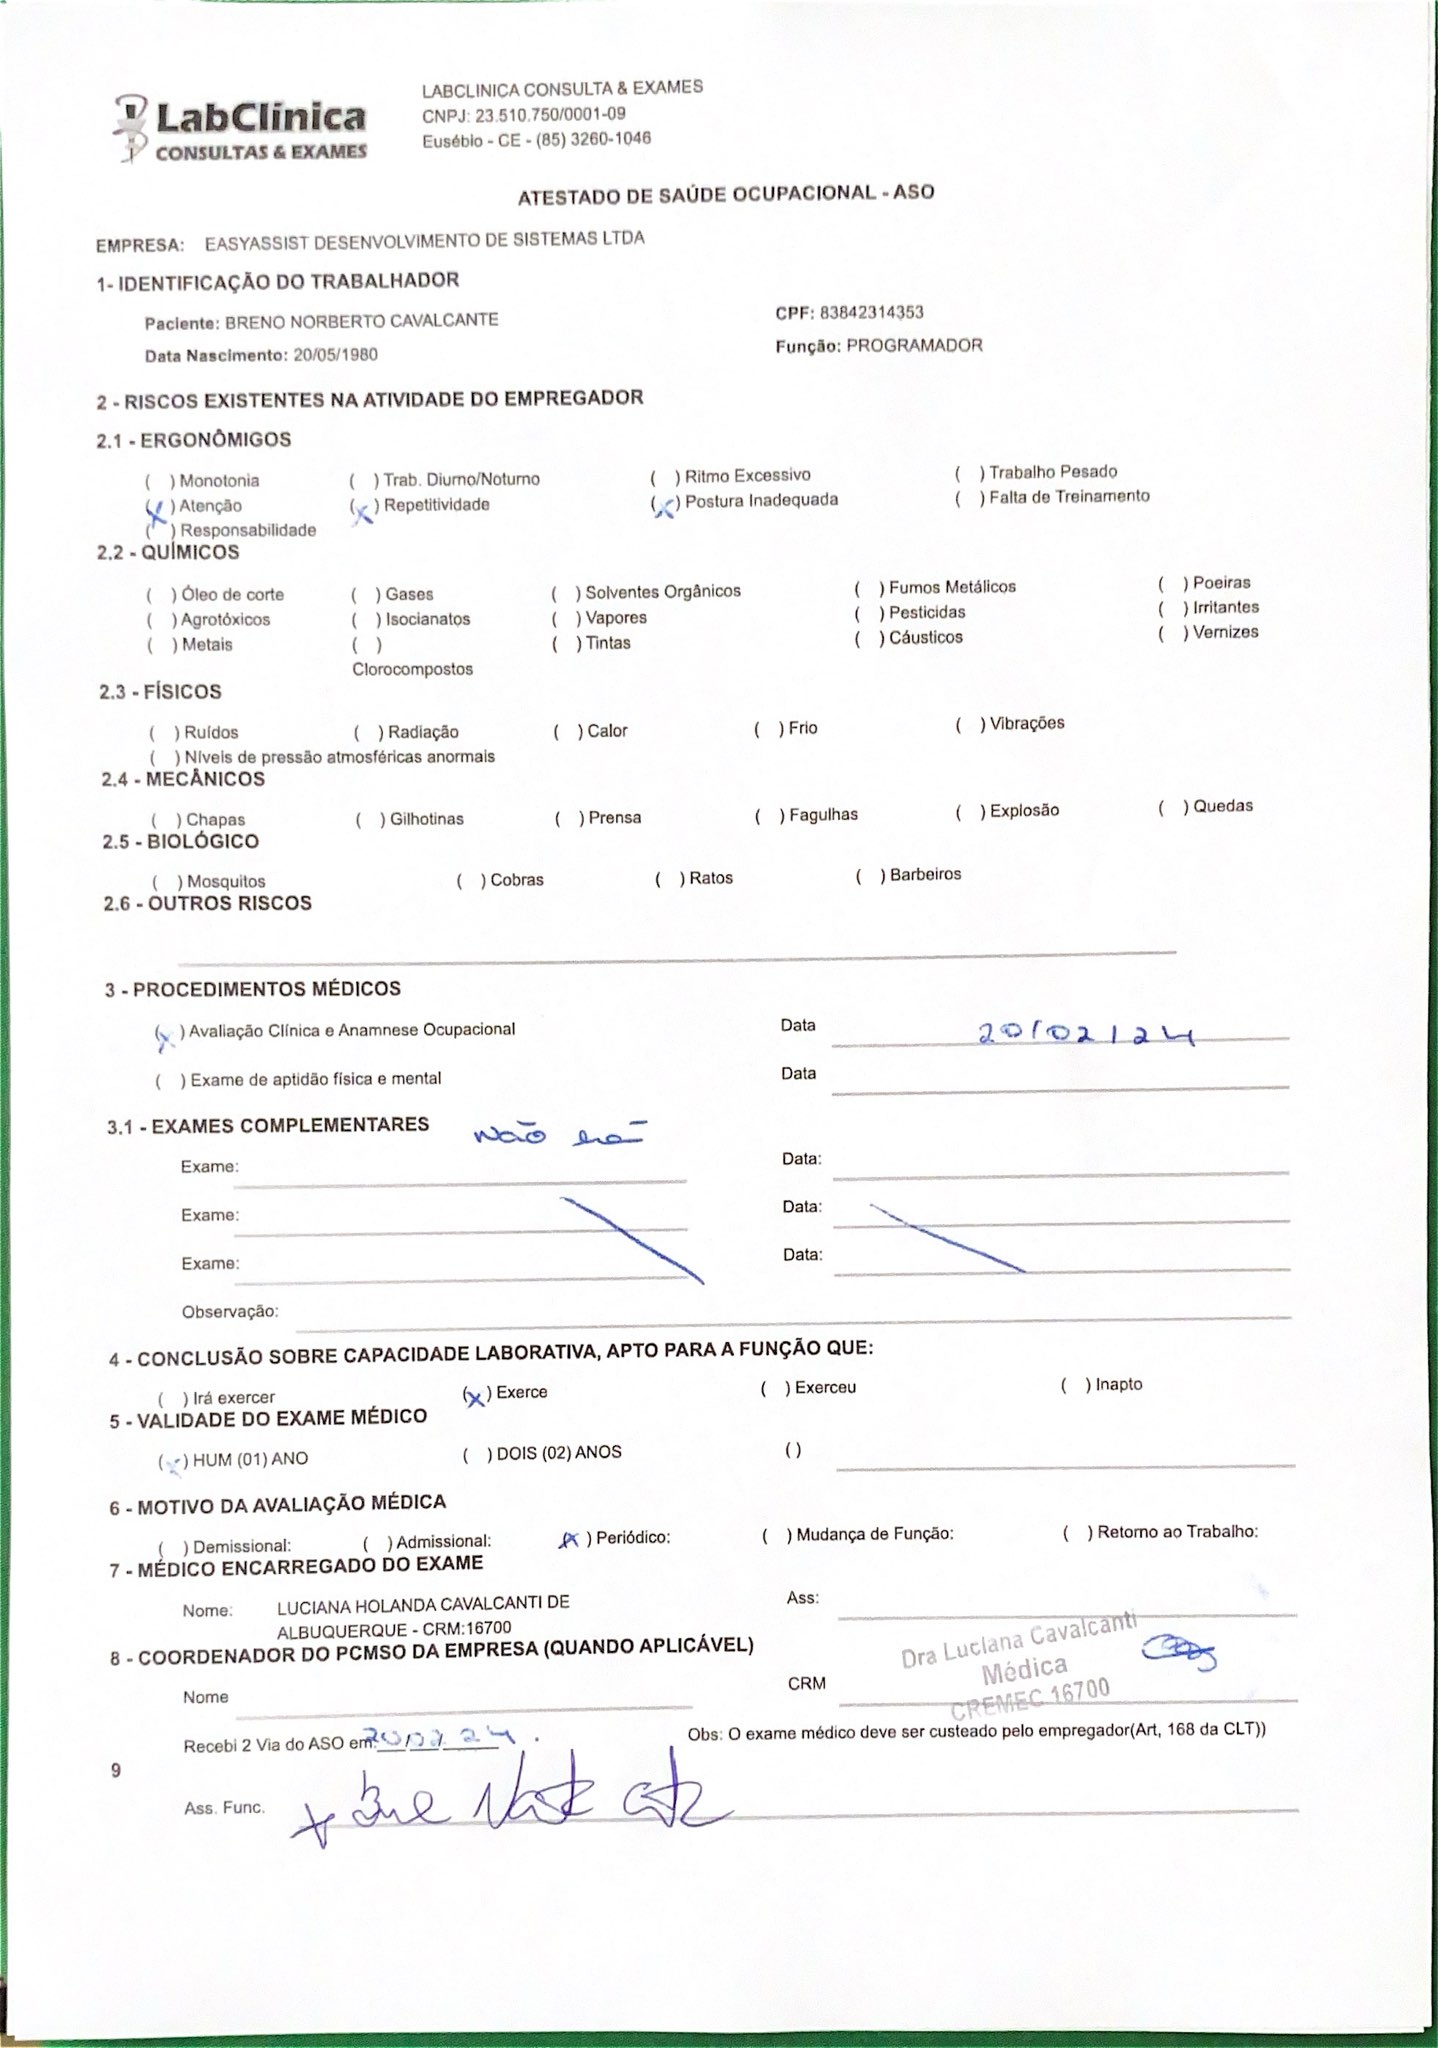 LabClínica
CONSULTAS & EXAMES
LABCLINICA CONSULTA & EXAMES
CNPJ: 23.510.750/0001-09
Eusébio - CE - (85) 3260-1046
ATESTADO DE SAÚDE OCUPACIONAL - ASO
EMPRESA: EASYASSIST DESENVOLVIMENTO DE SISTEMAS LTDA
1- IDENTIFICAÇÃO DO TRABALHADOR
Paciente: BRENO NORBERTO CAVALCANTE CPF: 83842314353
Data Nascimento: 20/05/1980 Função: PROGRAMADOR
2 - RISCOS EXISTENTES NA ATIVIDADE DO EMPREGADOR
2.1 - ERGONÔMIGOS
( ) Monotonia ( ) Trab. Diurno/Noturno ( ) Ritmo Excessivo ( ) Trabalho Pesado
(x) Atenção (x) Repetitividade (x) Postura Inadequada ( ) Falta de Treinamento
( ) Responsabilidade
2.2 - QUÍMICOS
( ) Óleo de corte ( ) Gases ( ) Solventes Orgânicos ( ) Fumos Metálicos ( ) Poeiras
( ) Agrotóxicos ( ) Isocianatos ( ) Vapores ( ) Pesticidas ( ) Irritantes
( ) Metais ( ) ( ) Tintas ( ) Cáusticos ( ) Vernizes
Clorocompostos
2.3 - FÍSICOS
( ) Ruídos ( ) Radiação ( ) Calor ( ) Frio ( ) Vibrações
( ) Níveis de pressão atmosféricas anormais
2.4 - MECÂNICOS
( ) Chapas ( ) Gilhotinas ( ) Prensa ( ) Fagulhas ( ) Explosão ( ) Quedas
2.5 - BIOLÓGICO
( ) Mosquitos ( ) Cobras ( ) Ratos ( ) Barbeiros
2.6 - OUTROS RISCOS
3 - PROCEDIMENTOS MÉDICOS
(x) Avaliação Clínica e Anamnese Ocupacional Data 20/02/24
( ) Exame de aptidão física e mental Data
3.1 - EXAMES COMPLEMENTARES não há
Exame: Data:
Exame: Data:
Exame: Data:
Observação:
4 - CONCLUSÃO SOBRE CAPACIDADE LABORATIVA, APTO PARA A FUNÇÃO QUE:
( ) Irá exercer (x) Exerce ( ) Exerceu ( ) Inapto
5 - VALIDADE DO EXAME MÉDICO
(x) HUM (01) ANO ( ) DOIS (02) ANOS ( )
6 - MOTIVO DA AVALIAÇÃO MÉDICA
( ) Demissional: ( ) Admissional: (x) Periódico: ( ) Mudança de Função: ( ) Retorno ao Trabalho:
7 - MÉDICO ENCARREGADO DO EXAME
Nome: LUCIANA HOLANDA CAVALCANTI DE Ass:
ALBUQUERQUE - CRM:16700
8 - COORDENADOR DO PCMSO DA EMPRESA (QUANDO APLICÁVEL)
Dra Luciana Cavalcanti
Médica
CREMEC 16700
Nome CRM
Recebi 2 Via do ASO em: 20/02/24. Obs: O exame médico deve ser custeado pelo empregador(Art, 168 da CLT))
9
Ass. Func.